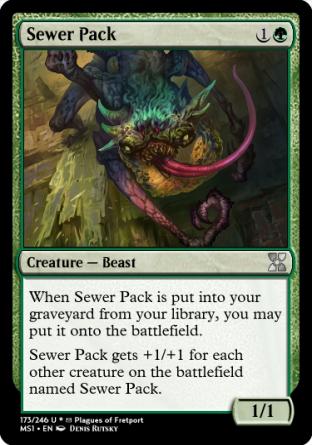 Sewer Pack 1
Creature — Beast
When Sewer Pack is put into your
graveyard from your library, you may
put it onto the battlefield.
Sewer Pack gets +1/+1 for each
other creature on the battlefield
named Sewer Pack.
1/1
173/246 U * Plagues of Fretport
MS1 • EN Denis Rutsky